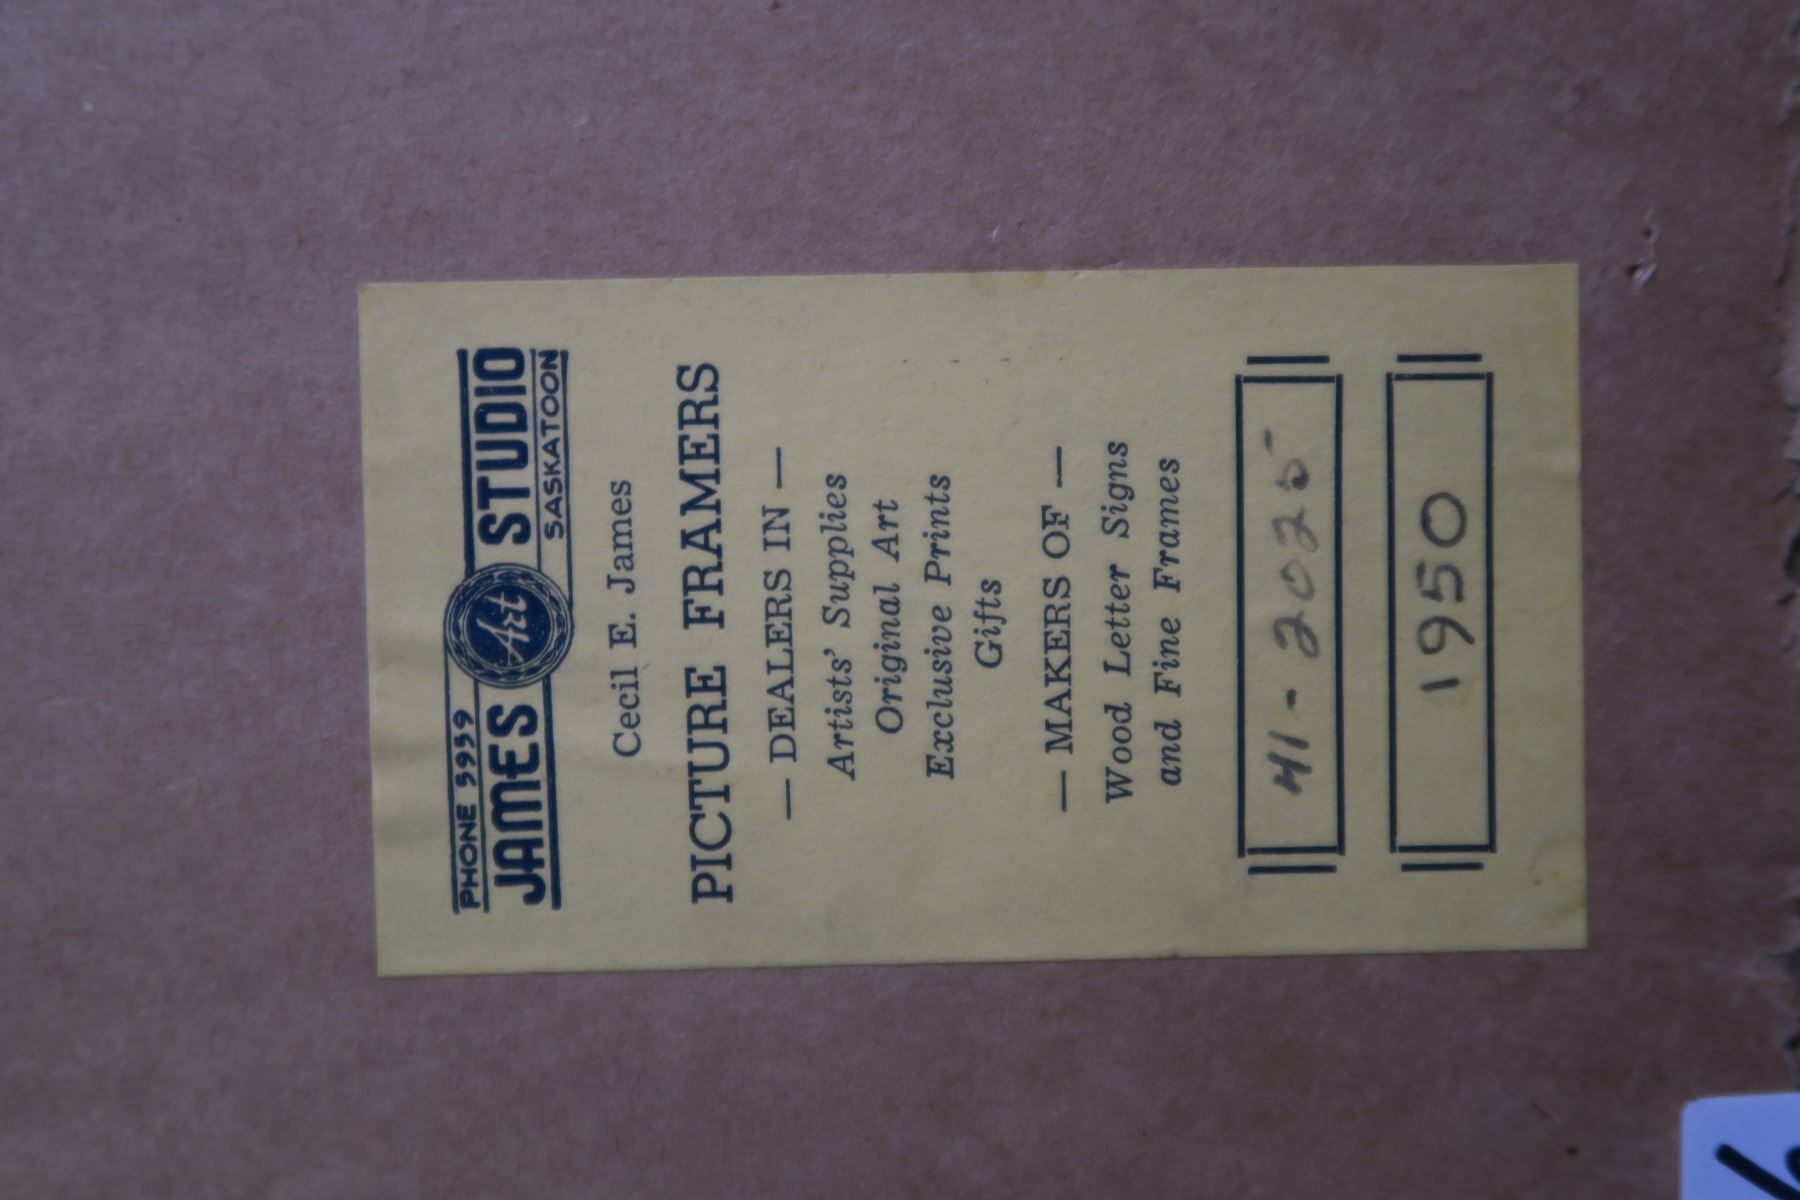 PHONE 5959
JAMES Art STUDIO
SASKATOON
Cecil E. James
PICTURE FRAMERS
— DEALERS IN —
Artists' Supplies
Original Art
Exclusive Prints
Gifts
— MAKERS OF —
Wood Letter Signs
and Fine Frames
41-2025
1950